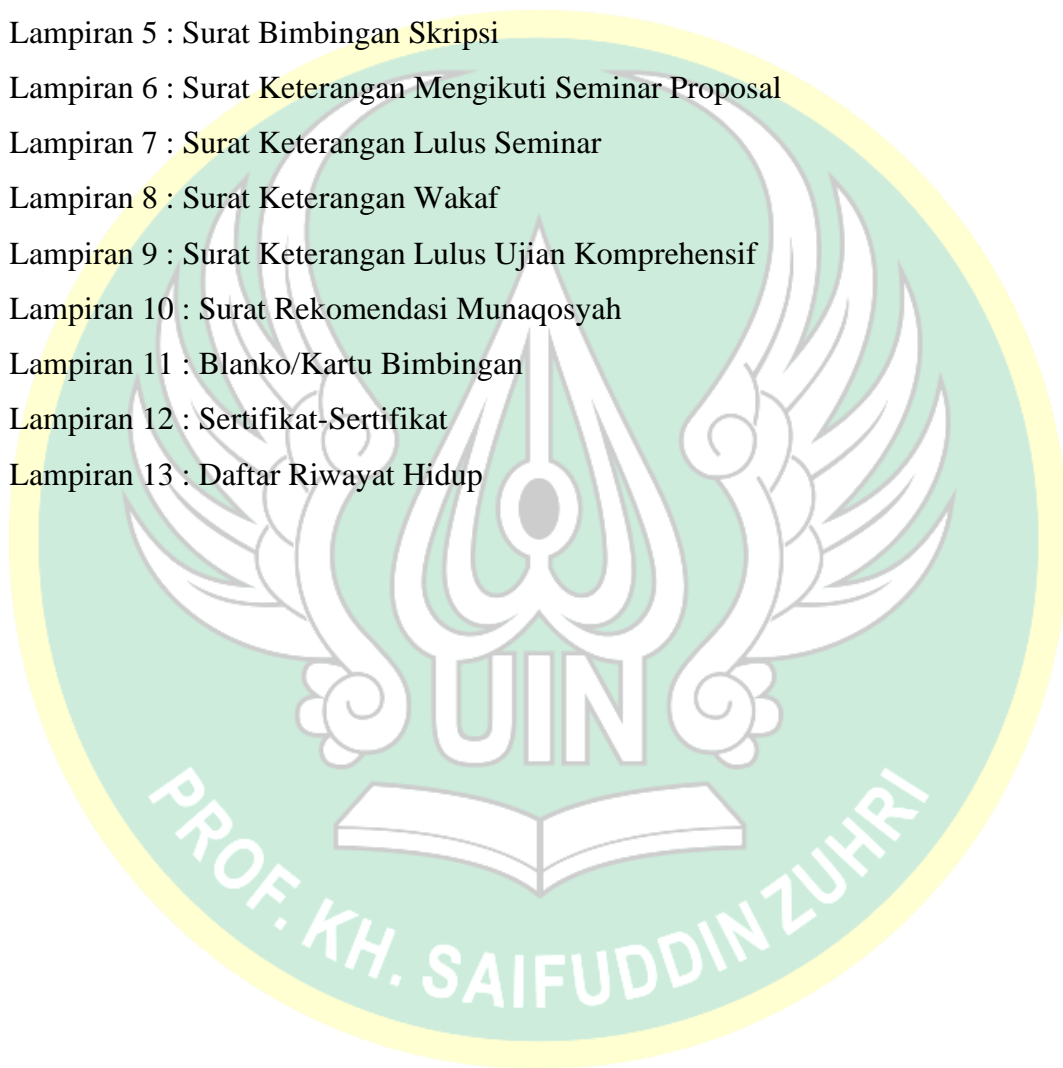 Lampiran 5 : Surat Bimbingan Skripsi
Lampiran 6 : Surat Keterangan Mengikuti Seminar Proposal
Lampiran 7 : Surat Keterangan Lulus Seminar
Lampiran 8 : Surat Keterangan Wakaf
Lampiran 9 : Surat Keterangan Lulus Ujian Komprehensif
Lampiran 10 : Surat Rekomendasi Munaqosyah
Lampiran 11 : Blanko/Kartu Bimbingan
Lampiran 12 : Sertifikat-Sertifikat
Lampiran 13 : Daftar Riwayat Hidup
UIN
PROF. KH. SAIFUDDIN ZUHRI